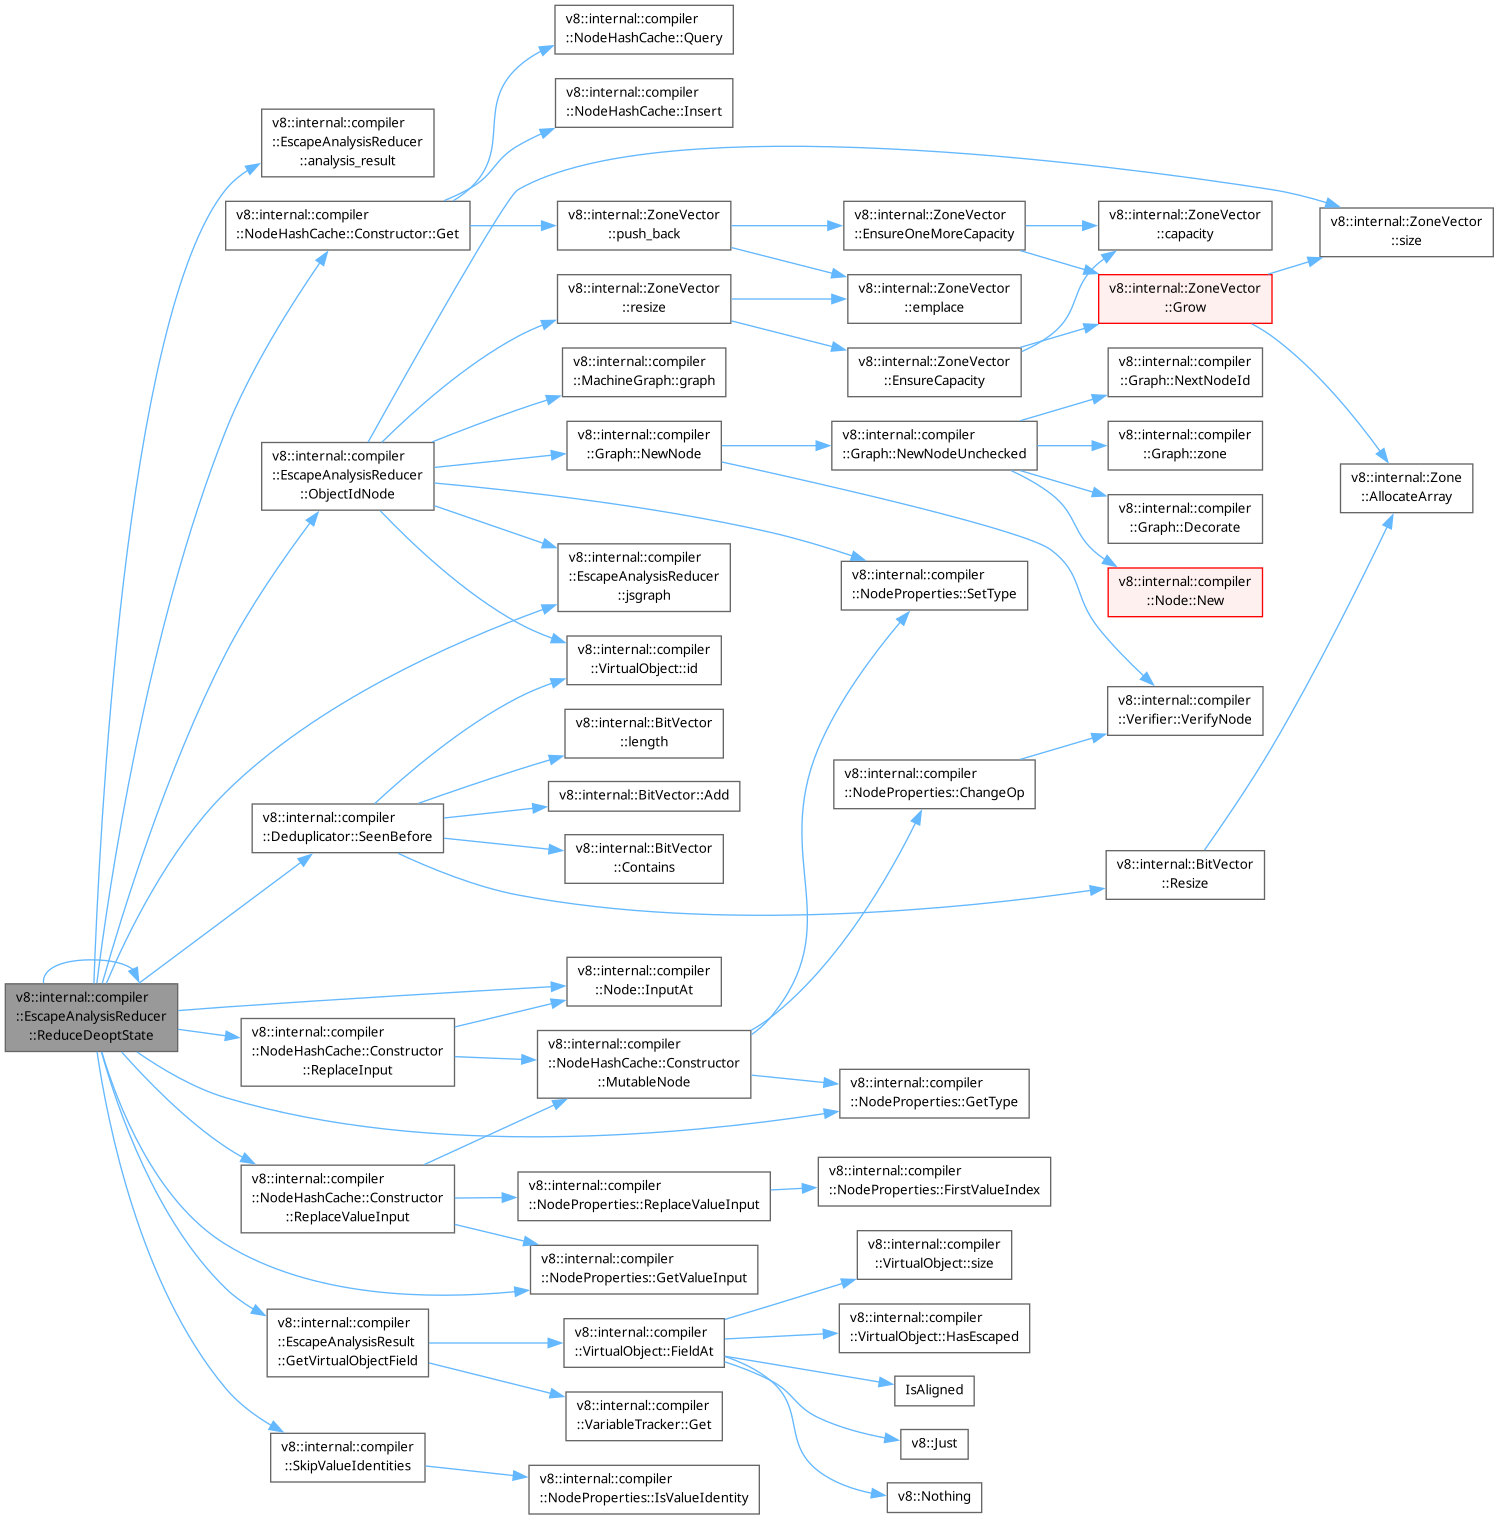 v8::internal::compiler
::NodeHashCache::Query
v8::internal::compiler
::NodeHashCache::Insert
v8::internal::compiler
::EscapeAnalysisReducer
::analysis_result
v8::internal::compiler
::NodeHashCache::Constructor::Get
v8::internal::ZoneVector
::push_back
v8::internal::ZoneVector
::EnsureOneMoreCapacity
v8::internal::ZoneVector
::capacity
v8::internal::ZoneVector
::size
v8::internal::ZoneVector
::resize
v8::internal::ZoneVector
::emplace
v8::internal::ZoneVector
::Grow
v8::internal::compiler
::MachineGraph::graph
v8::internal::ZoneVector
::EnsureCapacity
v8::internal::compiler
::Graph::NextNodeId
v8::internal::compiler
::EscapeAnalysisReducer
::ObjectIdNode
v8::internal::compiler
::Graph::NewNode
v8::internal::compiler
::Graph::NewNodeUnchecked
v8::internal::compiler
::Graph::zone
v8::internal::Zone
::AllocateArray
v8::internal::compiler
::Graph::Decorate
v8::internal::compiler
::EscapeAnalysisReducer
::jsgraph
v8::internal::compiler
::NodeProperties::SetType
v8::internal::compiler
::Node::New
v8::internal::compiler
::VirtualObject::id
v8::internal::compiler
::Verifier::VerifyNode
v8::internal::BitVector
::length
v8::internal::BitVector::Add
v8::internal::compiler
::NodeProperties::ChangeOp
v8::internal::compiler
::Deduplicator::SeenBefore
v8::internal::BitVector
::Contains
v8::internal::BitVector
::Resize
v8::internal::compiler
::Node::InputAt
v8::internal::compiler
::EscapeAnalysisReducer
::ReduceDeoptState
v8::internal::compiler
::NodeHashCache::Constructor
::ReplaceInput
v8::internal::compiler
::NodeHashCache::Constructor
::MutableNode
v8::internal::compiler
::NodeProperties::GetType
v8::internal::compiler
::NodeHashCache::Constructor
::ReplaceValueInput
v8::internal::compiler
::NodeProperties::ReplaceValueInput
v8::internal::compiler
::NodeProperties::FirstValueIndex
v8::internal::compiler
::NodeProperties::GetValueInput
v8::internal::compiler
::VirtualObject::size
v8::internal::compiler
::EscapeAnalysisResult
::GetVirtualObjectField
v8::internal::compiler
::VirtualObject::FieldAt
v8::internal::compiler
::VirtualObject::HasEscaped
IsAligned
v8::internal::compiler
::VariableTracker::Get
v8::Just
v8::internal::compiler
::SkipValueIdentities
v8::internal::compiler
::NodeProperties::IsValueIdentity
v8::Nothing